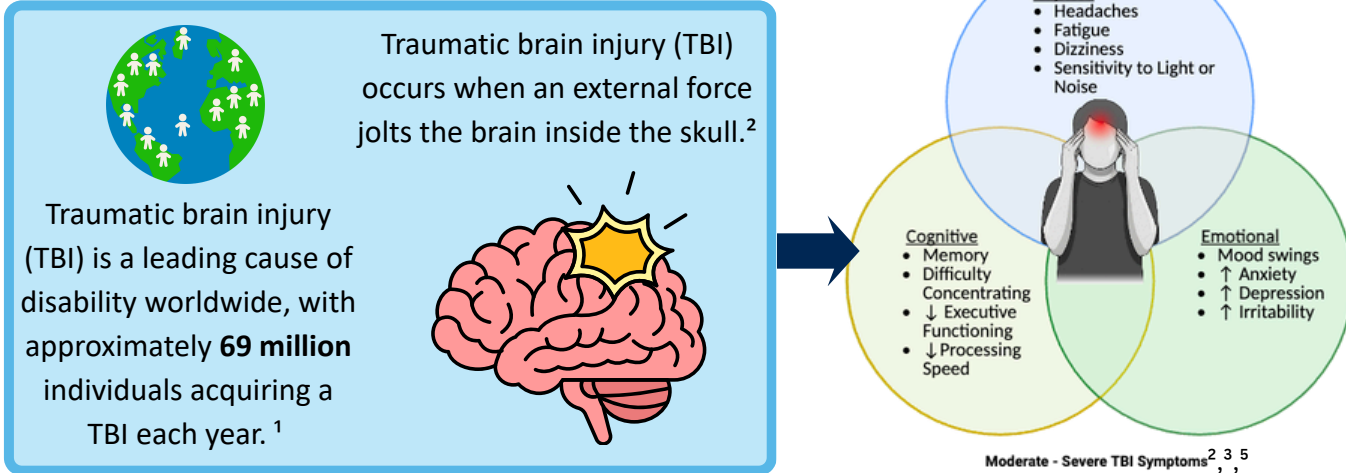 Traumatic brain injury (TBI)
occurs when an external force
jolts the brain inside the skull.²
Traumatic brain injury
(TBI) is a leading cause of
disability worldwide, with
approximately 69 million
individuals acquiring a
TBI each year. ¹
• Headaches
• Fatigue
• Dizziness
• Sensitivity to Light or
Noise
Cognitive
• Memory
• Difficulty
Concentrating
• ↓ Executive
Functioning
• ↓Processing
Speed
Emotional
• Mood swings
• ↑ Anxiety
• ↑ Depression
• ↑ Irritability
Moderate - Severe TBI Symptoms²,³,⁵